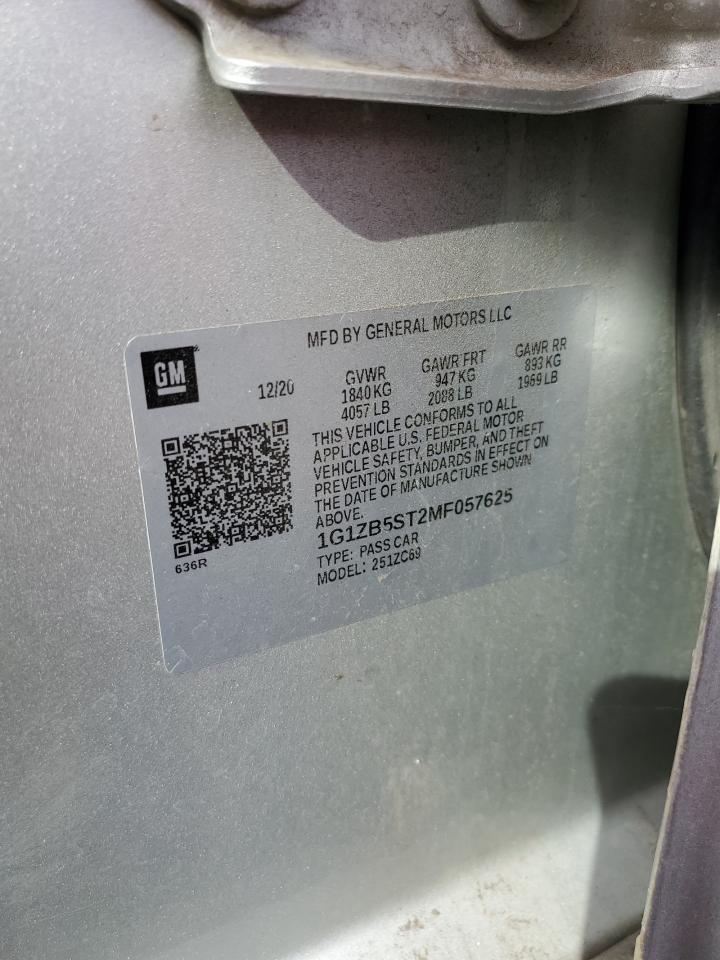 MFD BY GENERAL MOTORS LLC
GM
12/20
GVWR GAWR FRT GAWR RR
1840 KG 947 KG 893 KG
4057 LB 2088 LB 1969 LB
THIS VEHICLE CONFORMS TO ALL
APPLICABLE U.S. FEDERAL MOTOR
VEHICLE SAFETY, BUMPER, AND THEFT
PREVENTION STANDARDS IN EFFECT ON
THE DATE OF MANUFACTURE SHOWN
ABOVE.
1G1ZB5ST2MF057625
TYPE: PASS CAR
MODEL: 251ZC69
636R